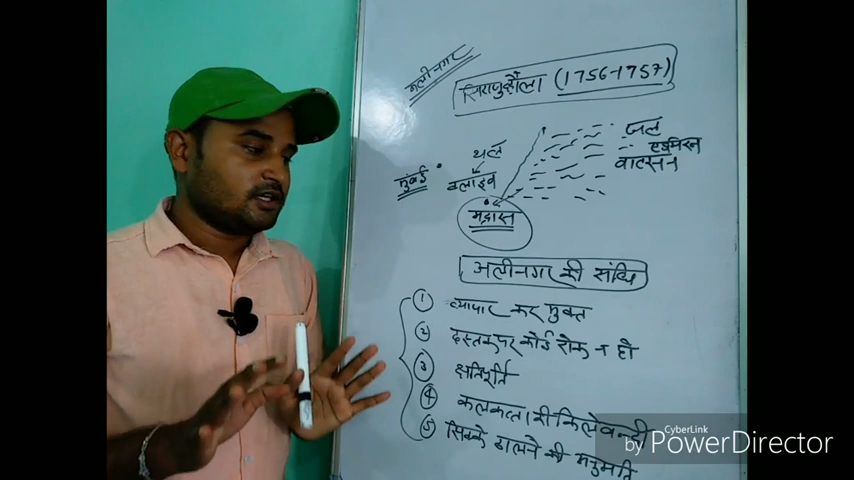 अलीनगर
सिराजुद्दौला (1756-1757)
जल
एडमिरल
वाटसन
थल
क्लाइव
मुंबई
मद्रास
अलीनगर की संधि
① व्यापार कर मुक्त
② दस्तक पर कोई रोक न हो
③ क्षतिपूर्ति
④ कलकत्ता की किलेबन्दी
⑤ सिक्के ढालने की अनुमति
CyberLink
by PowerDirector